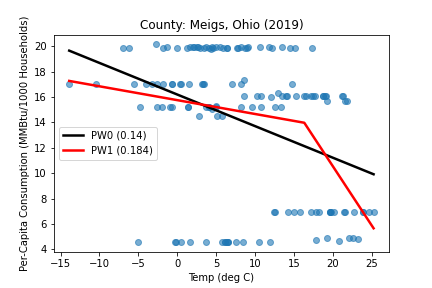 County: Meigs, Ohio (2019)
Per-Capita Consumption (MMBtu/1000 Households)
20
18
16
14
12
10
8
6
4
PW0 (0.14)
PW1 (0.184)
−15 −10 −5 0 5 10 15 20 25
Temp (deg C)